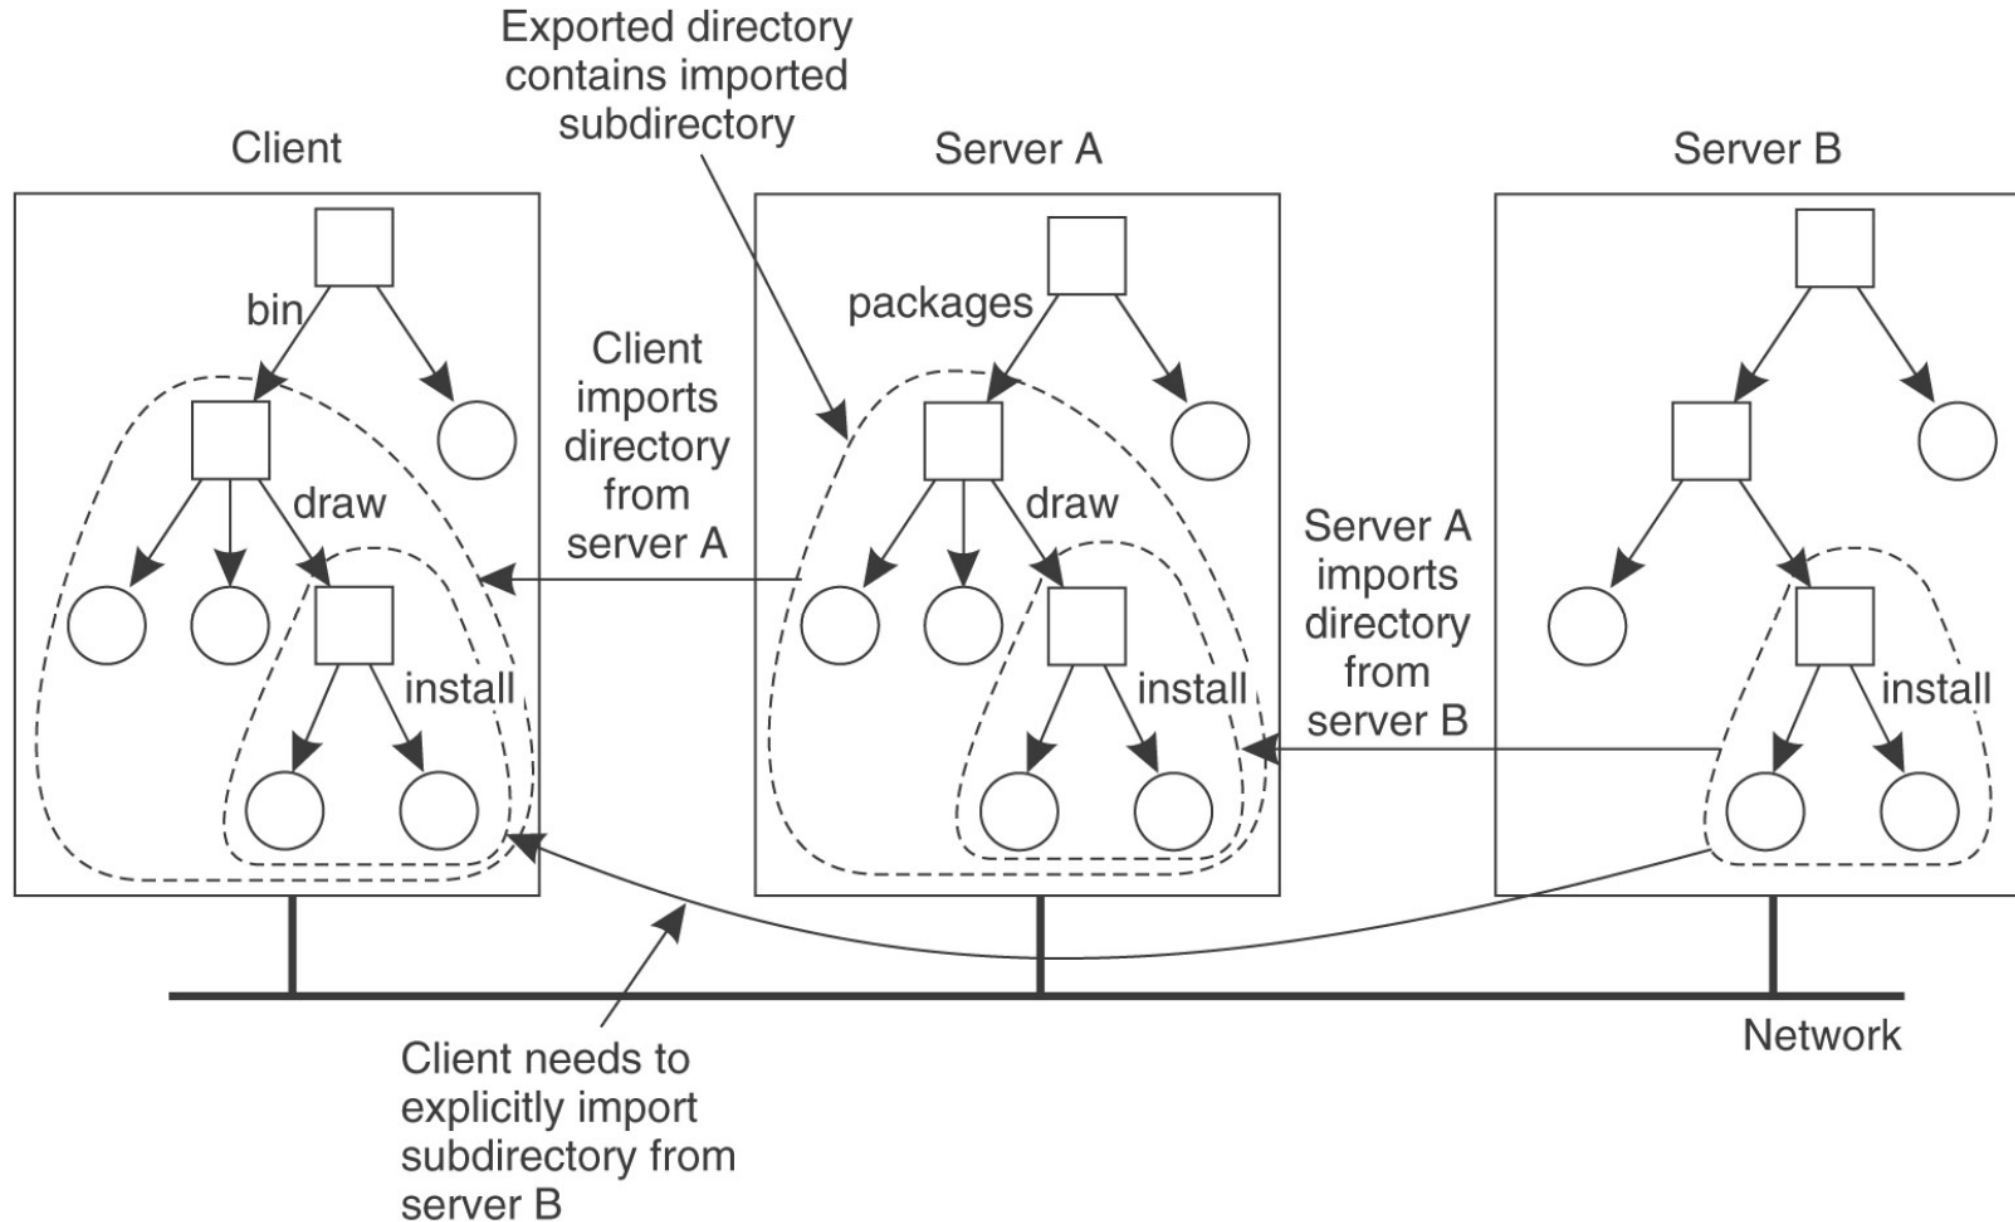 Exported directory
contains imported
subdirectory
Client
Server A
Server B
bin
packages
Client
imports
directory
from
server A
draw
draw
Server A
imports
directory
from
server B
install
install
install
Network
Client needs to
explicitly import
subdirectory from
server B